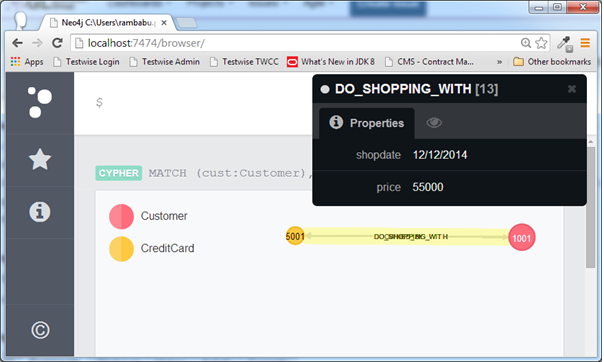 Neo4j C:\Users\rambabu.
localhost:7474/browser/
Apps Testwise Login Testwise Admin Testwise TWCC What's New in JDK 8 CMS - Contract Ma... » Other bookmarks
$
DO_SHOPPING_WITH [13]
Properties
shopdate 12/12/2014
price 55000
CYPHER MATCH (cust:Customer),
Customer
CreditCard
5001 DO_SHOPPING_WITH 1001
©